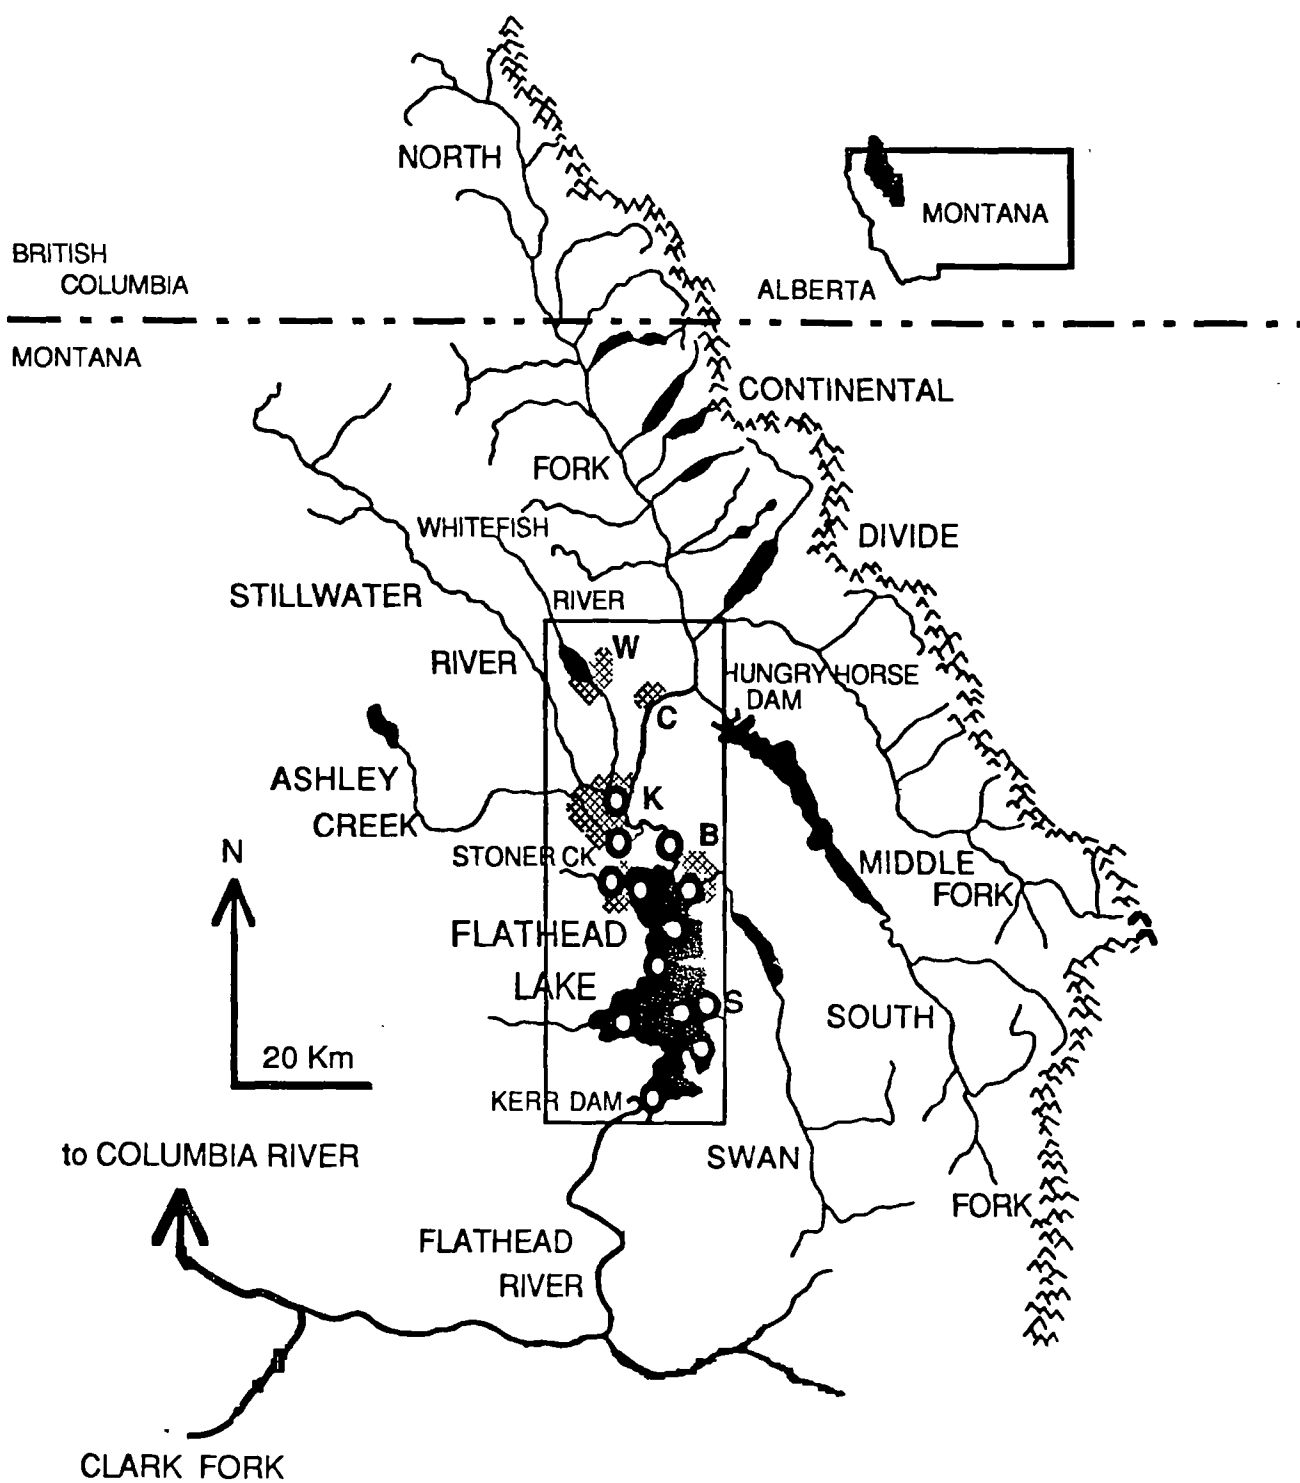 NORTH
MONTANA
BRITISH
COLUMBIA
ALBERTA
MONTANA
CONTINENTAL
FORK
WHITEFISH
DIVIDE
STILLWATER
RIVER
W
RIVER
HUNGRY HORSE
DAM
C
ASHLEY
K
CREEK
B
N
STONER CK
MIDDLE
FORK
FLATHEAD
LAKE
S
SOUTH
20 Km
KERR DAM
to COLUMBIA RIVER
SWAN
FORK
FLATHEAD
RIVER
CLARK FORK